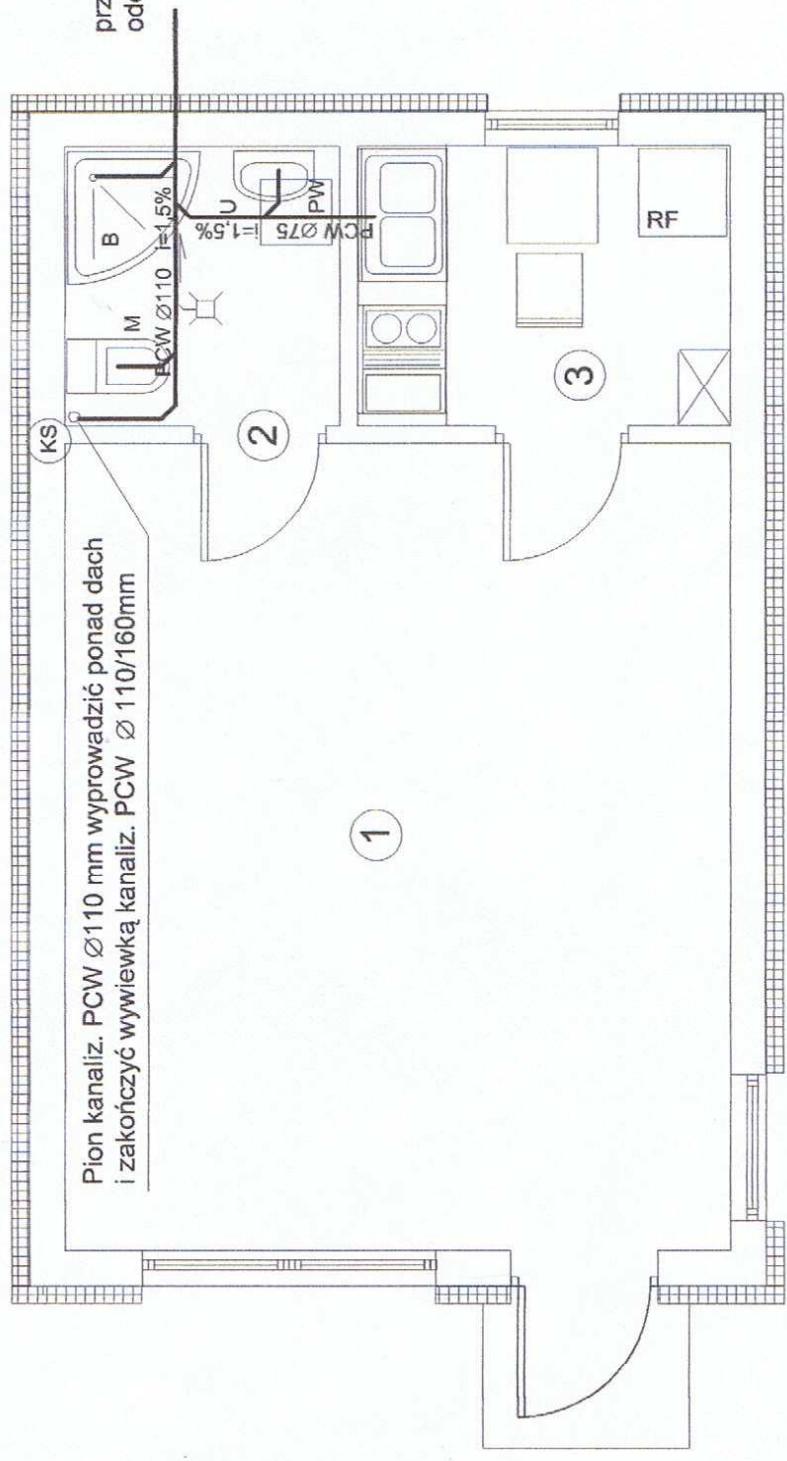 Pion kanaliz. PCW Ø110 mm wyprowadzić ponad dach
i zakończyć wywiewką kanaliz. PCW Ø 110/160mm
KS
M
B
PCW Ø110 i=1,5%
U
PCW Ø75 i=1,5%
PW
1
2
3
RF